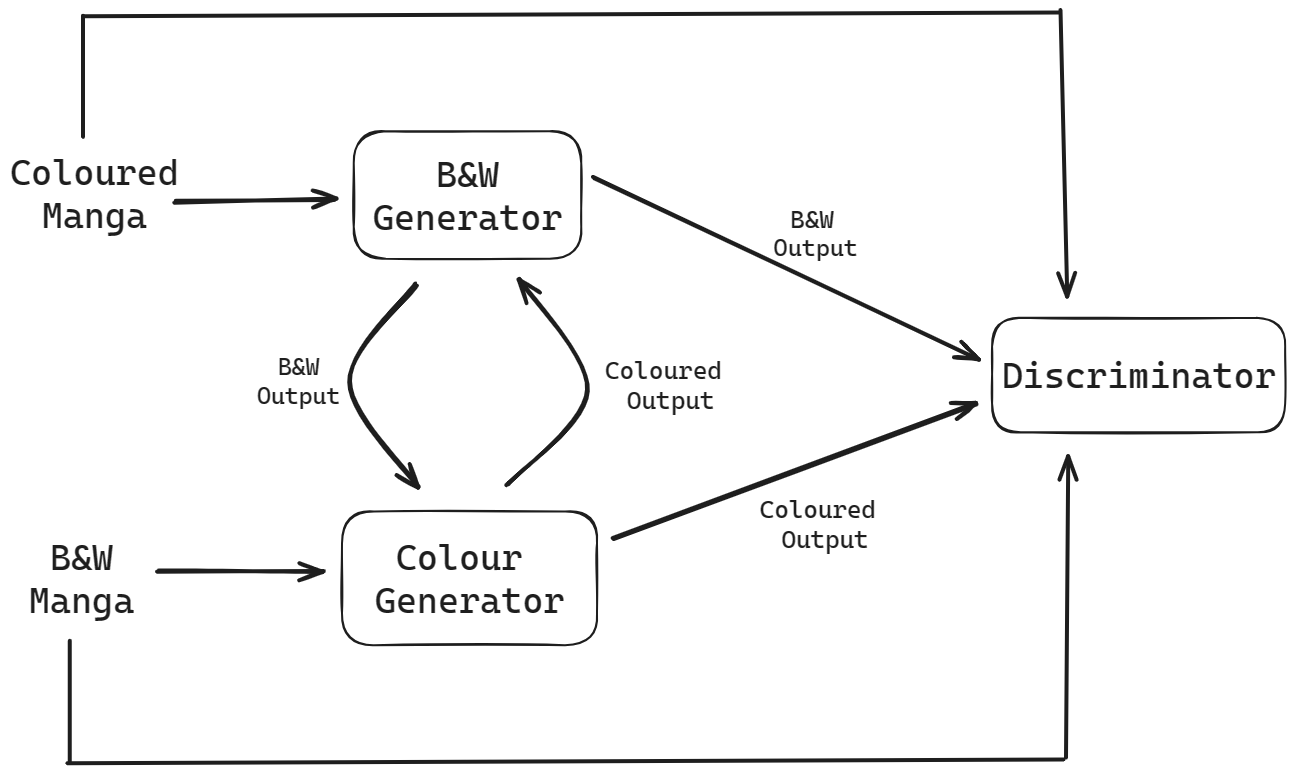 Coloured
Manga
B&W
Generator
B&W
Output
B&W
Output
Coloured
Output
Discriminator
Coloured
Output
B&W
Manga
Colour
Generator